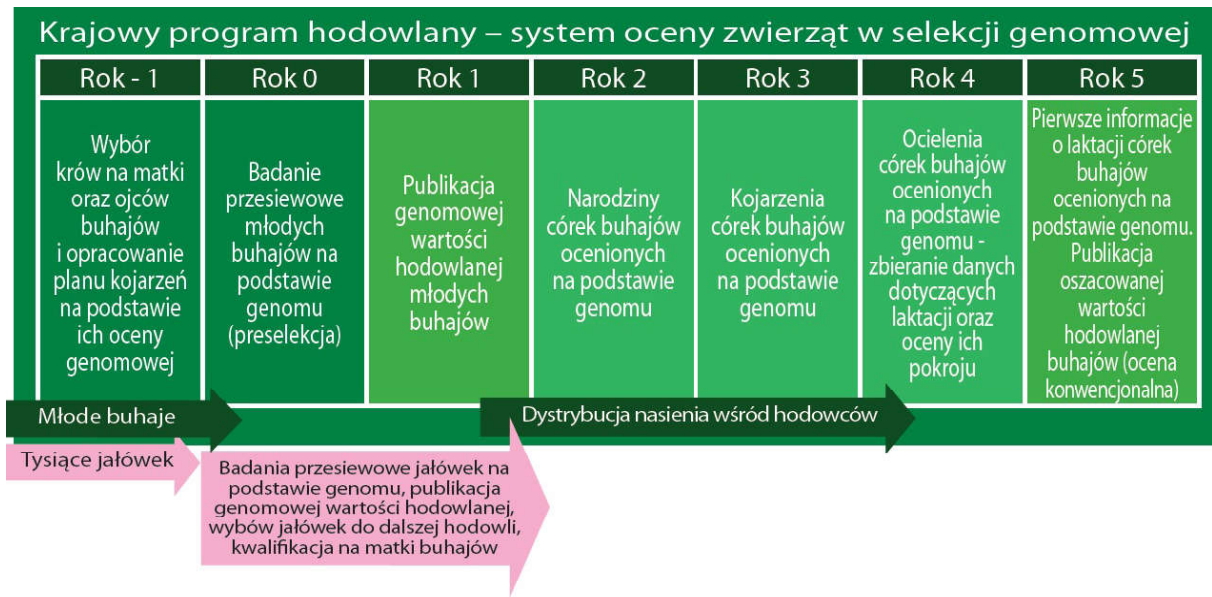 Krajowy program hodowlany – system oceny zwierząt w selekcji genomowej
Rok - 1
Wybór
krów na matki
oraz ojców
buhajów
i opracowanie
planu kojarzeń
na podstawie
ich oceny
genomowej
Rok 0
Badanie
przesiewowe
młodych
buhajów na
podstawie
genomu
(preselekcja)
Rok 1
Publikacja
genomowej
wartości
hodowlanej
młodych
buhajów
Rok 2
Narodziny
córek buhajów
ocenionych
na podstawie
genomu
Rok 3
Kojarzenia
córek buhajów
ocenionych
na podstawie
genomu
Rok 4
Ocielenia
córek buhajów
ocenionych
na podstawie
genomu -
zbieranie danych
dotyczących
laktacji oraz
oceny ich
pokroju
Rok 5
Pierwsze informacje
o laktacji córek
buhajów
ocenionych na
podstawie genomu.
Publikacja
oszacowanej
wartości
hodowlanej
buhajów (ocena
konwencjonalna)
Młode buhaje
Dystrybucja nasienia wśród hodowców
Tysiące jałówek
Badania przesiewowe jałówek na
podstawie genomu, publikacja
genomowej wartości hodowlanej,
wybów jałówek do dalszej hodowli,
kwalifikacja na matki buhajów